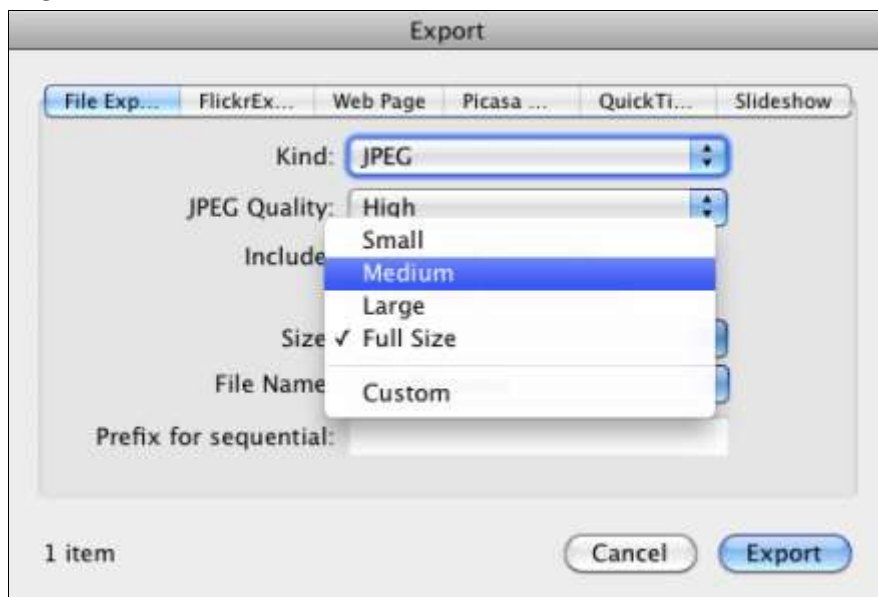 Export
File Exp... FlickrEx... Web Page Picasa ... QuickTi... Slideshow
Kind: JPEG
JPEG Quality: High
Small
Include
Medium
Large
Size ✓ Full Size
File Name
Custom
Prefix for sequential:
1 item Cancel Export